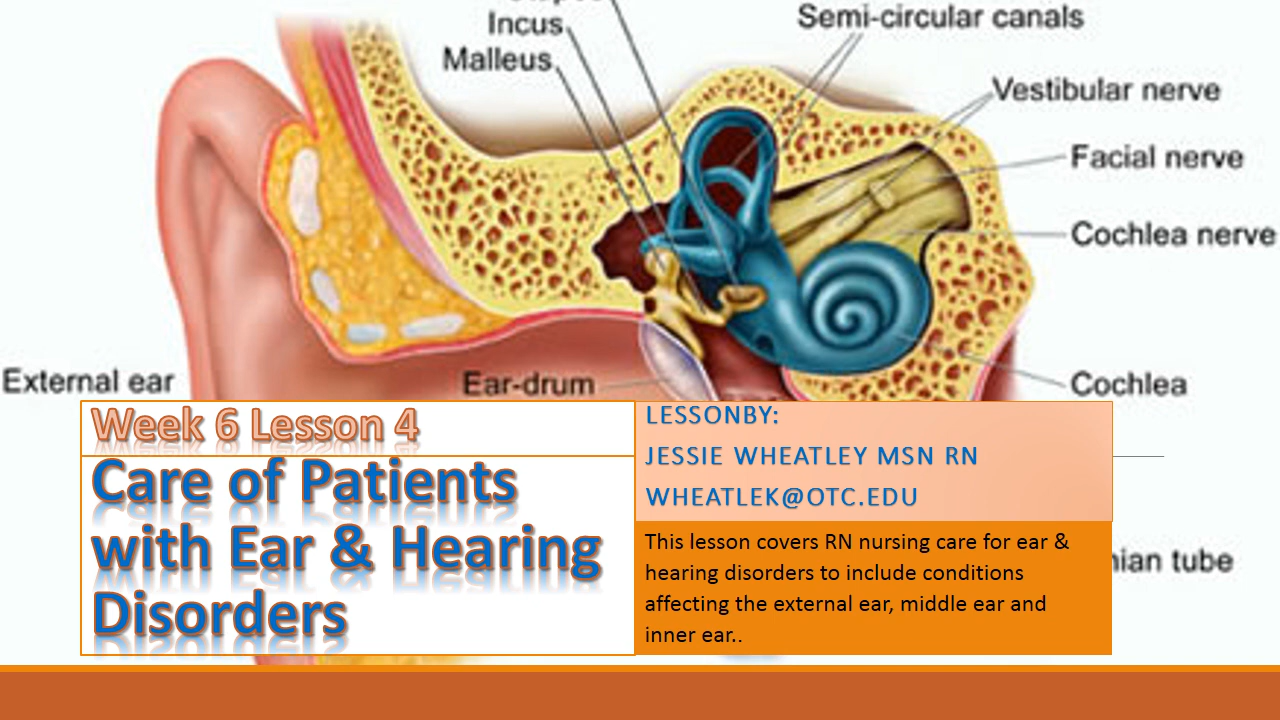 Incus
Malleus
Semi-circular canals
Vestibular nerve
Facial nerve
Cochlea nerve
External ear
Ear-drum
Cochlea
Week 6 Lesson 4
Care of Patients
with Ear & Hearing
Disorders
LESSONBY:
JESSIE WHEATLEY MSN RN
WHEATLEK@OTC.EDU
This lesson covers RN nursing care for ear &
hearing disorders to include conditions
affecting the external ear, middle ear and
inner ear..
tube